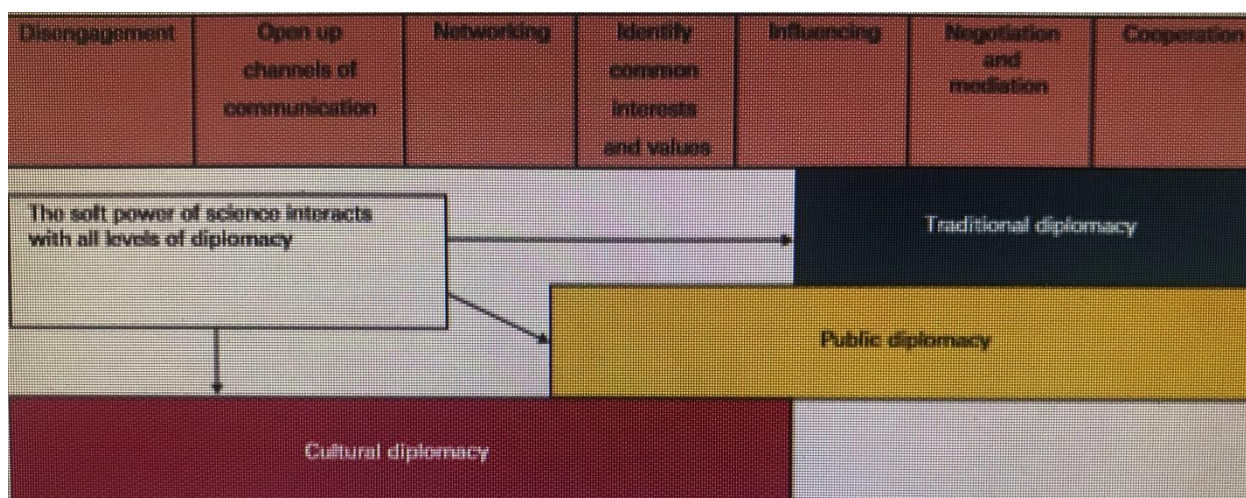 Disengagement
Open up
channels of
communication
Networking
Identify
common
interests
and values
Influencing
Negotiation
and
mediation
Cooperation
The soft power of science interacts
with all levels of diplomacy
Traditional diplomacy
Public diplomacy
Cultural diplomacy